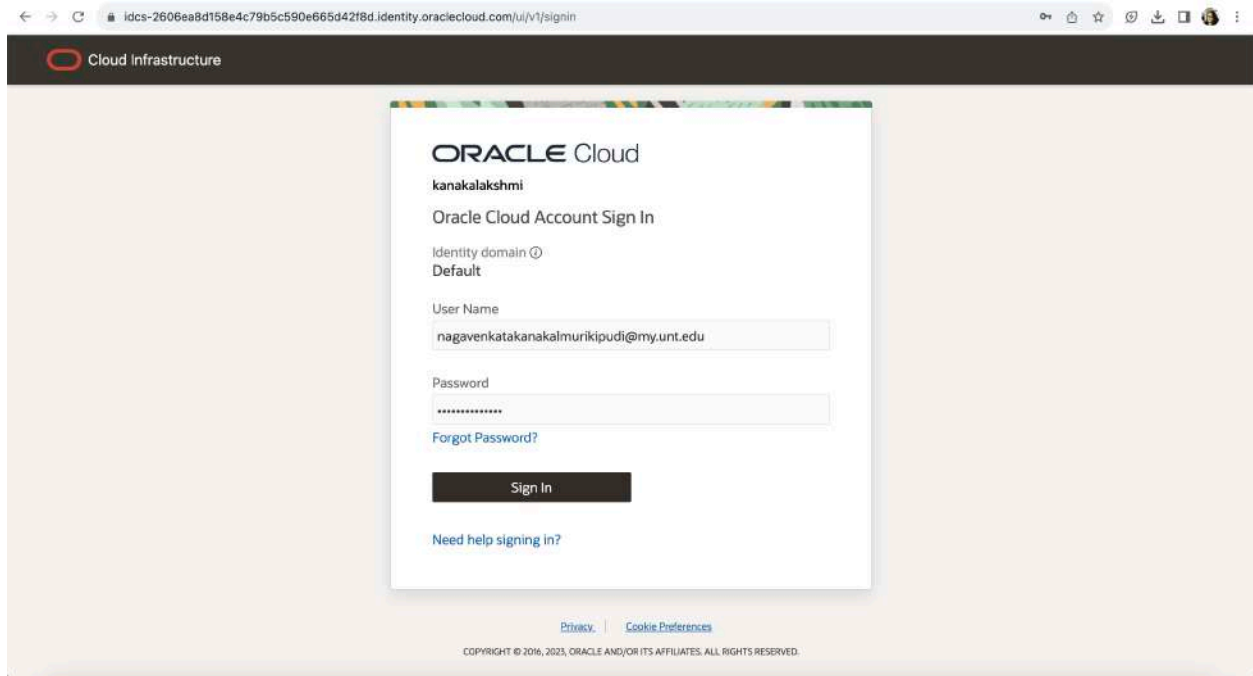 idcs-2606ea8d158e4c79b5c590e665d42f8d.identity.oraclecloud.com/ui/v1/signin
Cloud Infrastructure
ORACLE Cloud
kanakalakshmi
Oracle Cloud Account Sign In
Identity domain
Default
User Name
nagavenkatakanakalmurikipudi@my.unt.edu
Password
••••••••••••••
Forgot Password?
Sign In
Need help signing in?
Privacy
Cookie Preferences
COPYRIGHT © 2016, 2023, ORACLE AND/OR ITS AFFILIATES. ALL RIGHTS RESERVED.